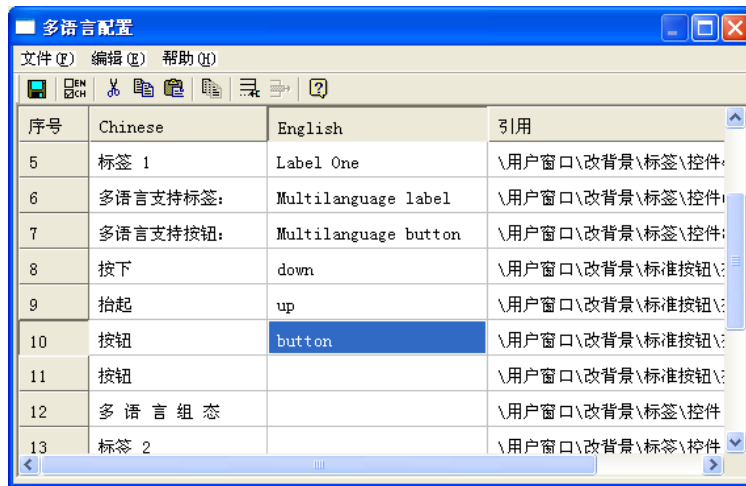 多语言配置
文件(F) 编辑(E) 帮助(H)
EN CH
序号 Chinese English 引用
5 标签 1 Label One \用户窗口\改背景\标签\控件
6 多语言支持标签: Multilanguage label \用户窗口\改背景\标签\控件
7 多语言支持按钮: Multilanguage button \用户窗口\改背景\标签\控件
8 按下 down \用户窗口\改背景\标准按钮\
9 抬起 up \用户窗口\改背景\标准按钮\
10 按钮 button \用户窗口\改背景\标准按钮\
11 按钮 \用户窗口\改背景\标准按钮\
12 多 语 言 组 态 \用户窗口\改背景\标签\控件
13 标签 2 \用户窗口\改背景\标签\控件